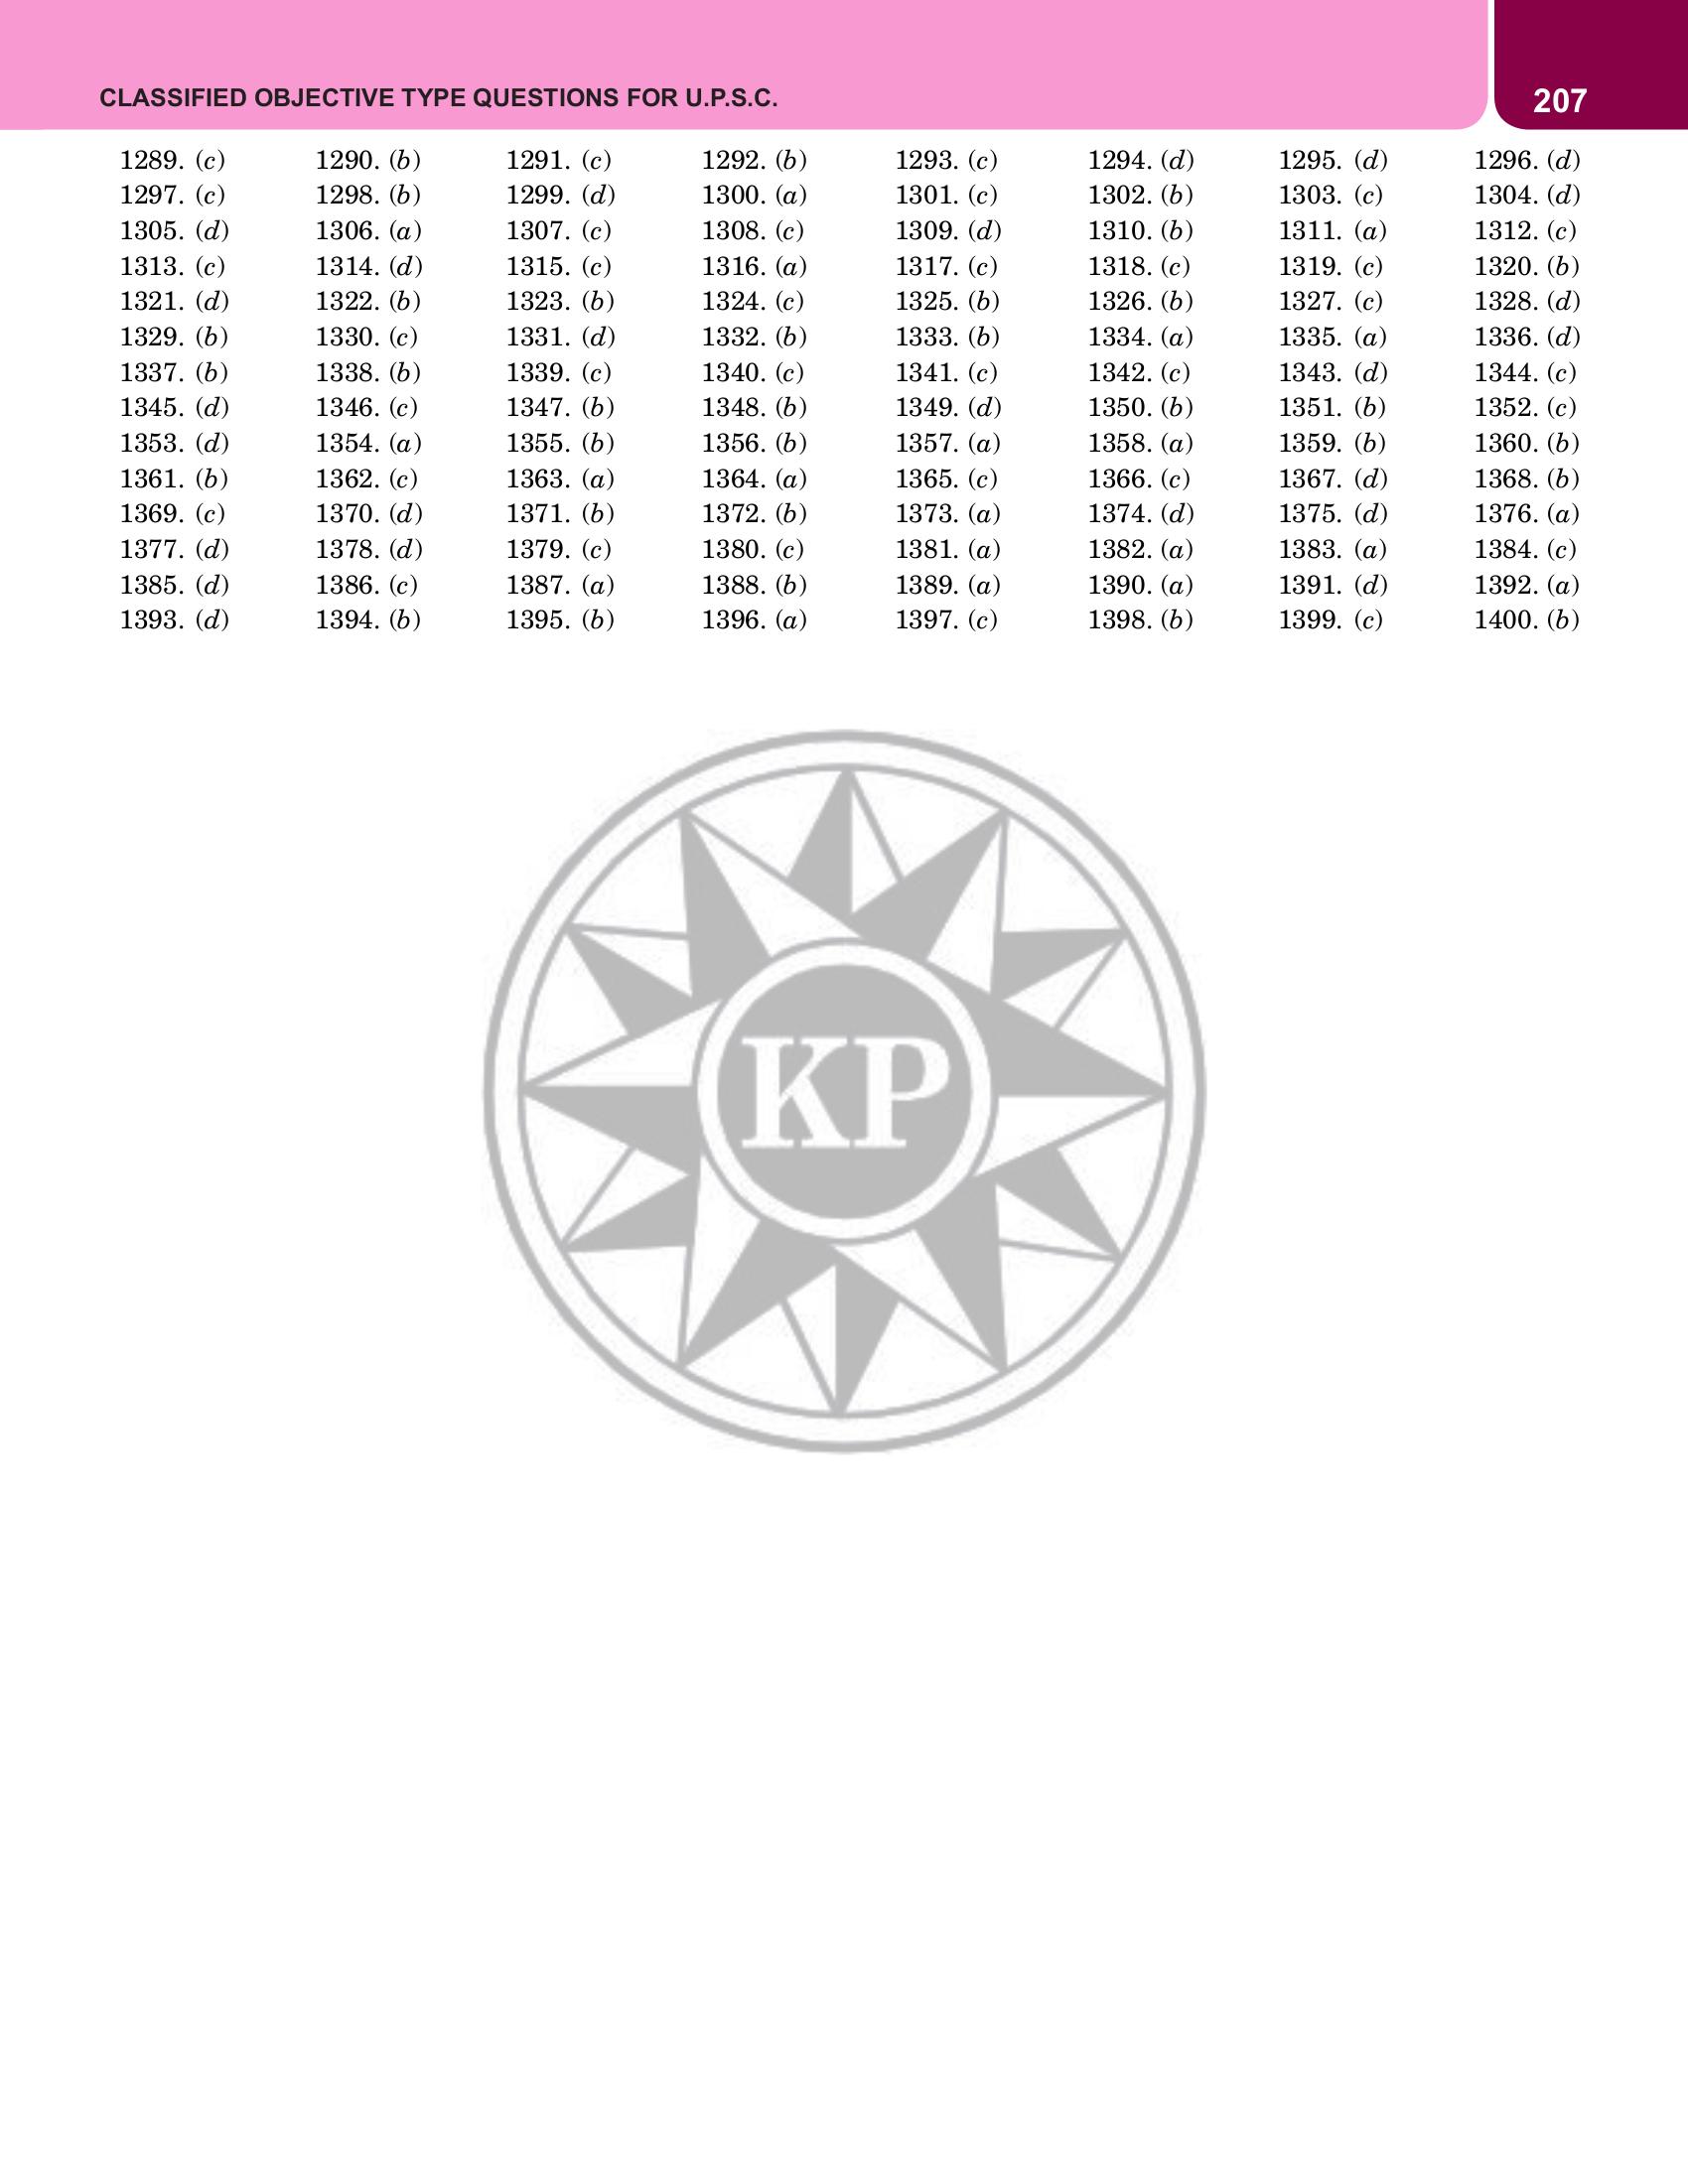 CLASSIFIED OBJECTIVE TYPE QUESTIONS FOR U.P.S.C. 207
1289. (c) 1290. (b) 1291. (c) 1292. (b) 1293. (c) 1294. (d) 1295. (d) 1296. (d)
1297. (c) 1298. (b) 1299. (d) 1300. (a) 1301. (c) 1302. (b) 1303. (c) 1304. (d)
1305. (d) 1306. (a) 1307. (c) 1308. (c) 1309. (d) 1310. (b) 1311. (a) 1312. (c)
1313. (c) 1314. (d) 1315. (c) 1316. (a) 1317. (c) 1318. (c) 1319. (c) 1320. (b)
1321. (d) 1322. (b) 1323. (b) 1324. (c) 1325. (b) 1326. (b) 1327. (c) 1328. (d)
1329. (b) 1330. (c) 1331. (d) 1332. (b) 1333. (b) 1334. (a) 1335. (a) 1336. (d)
1337. (b) 1338. (b) 1339. (c) 1340. (c) 1341. (c) 1342. (c) 1343. (d) 1344. (c)
1345. (d) 1346. (c) 1347. (b) 1348. (b) 1349. (d) 1350. (b) 1351. (b) 1352. (c)
1353. (d) 1354. (a) 1355. (b) 1356. (b) 1357. (a) 1358. (a) 1359. (b) 1360. (b)
1361. (b) 1362. (c) 1363. (a) 1364. (a) 1365. (c) 1366. (c) 1367. (d) 1368. (b)
1369. (c) 1370. (d) 1371. (b) 1372. (b) 1373. (a) 1374. (d) 1375. (d) 1376. (a)
1377. (d) 1378. (d) 1379. (c) 1380. (c) 1381. (a) 1382. (a) 1383. (a) 1384. (c)
1385. (d) 1386. (c) 1387. (a) 1388. (b) 1389. (a) 1390. (a) 1391. (d) 1392. (a)
1393. (d) 1394. (b) 1395. (b) 1396. (a) 1397. (c) 1398. (b) 1399. (c) 1400. (b)
KP